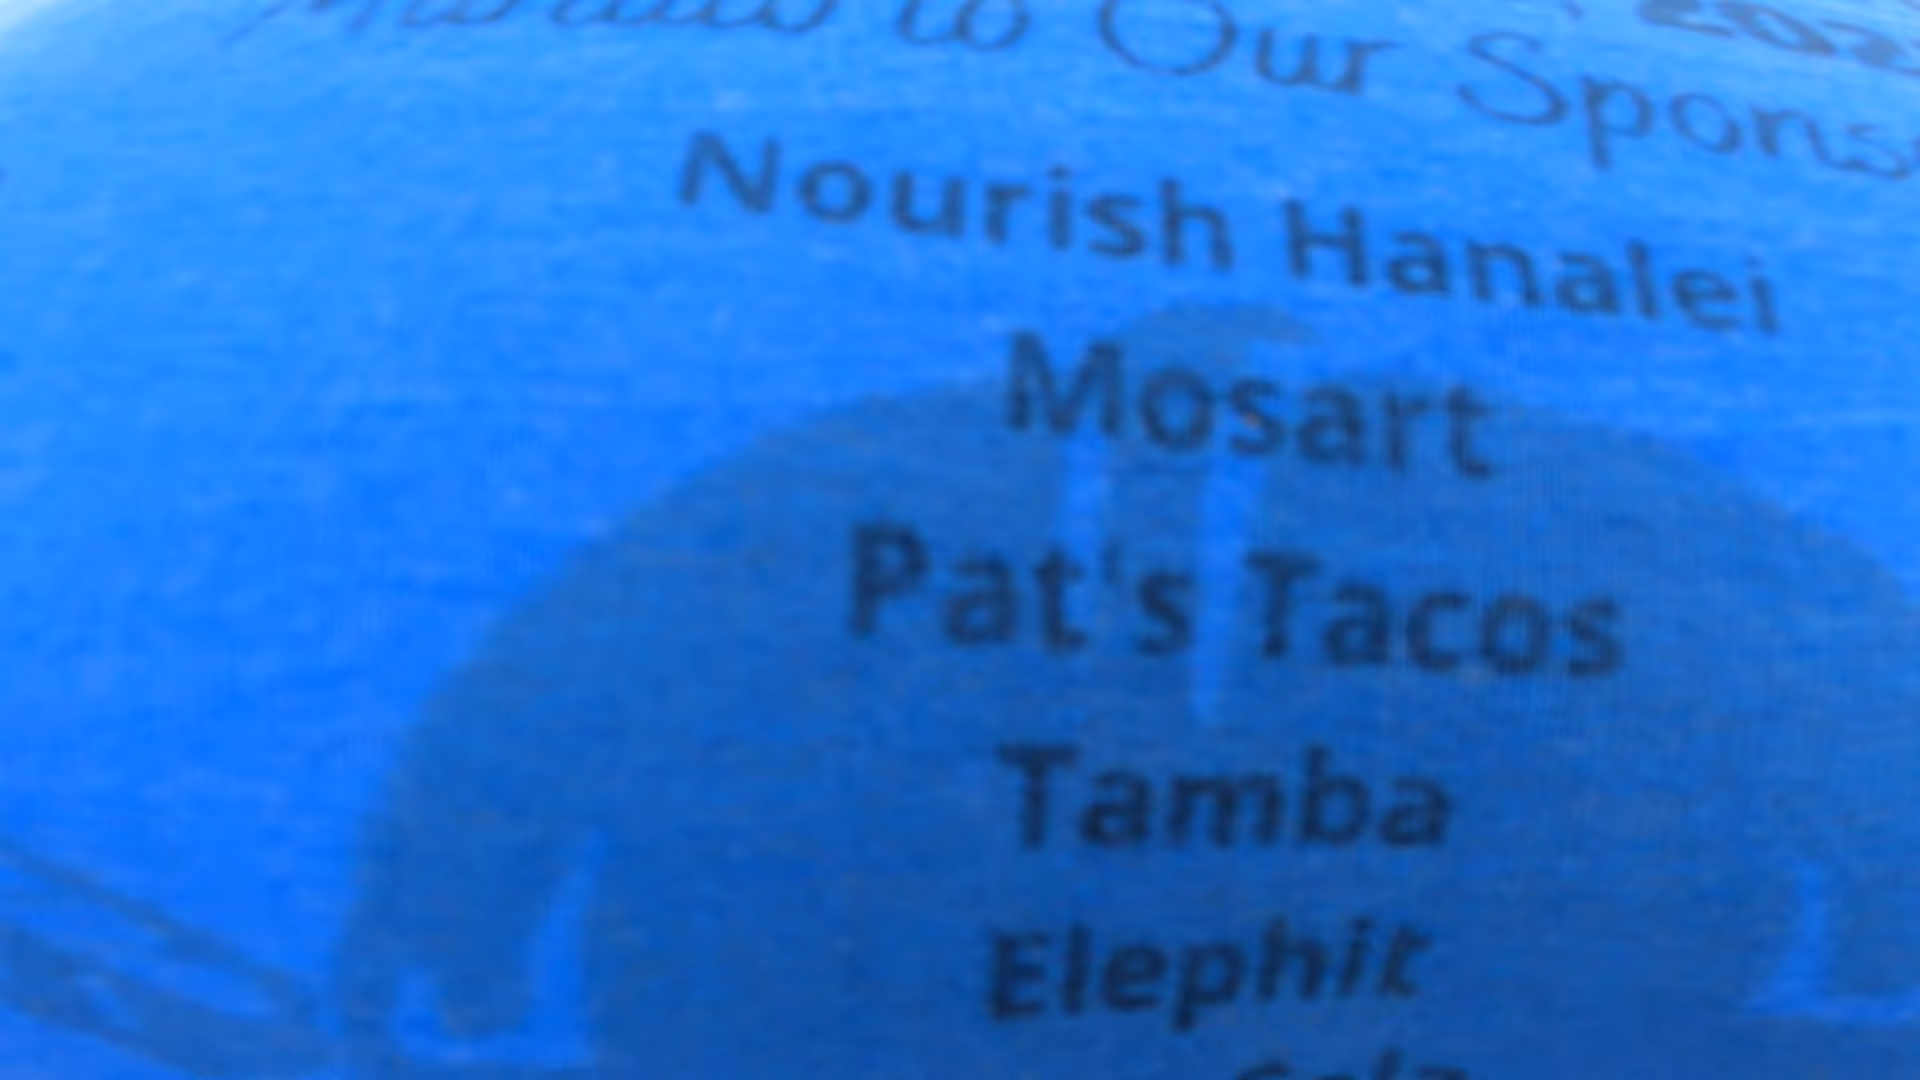 to Our
Nourish Hanalei
Mosart
Pat's Tacos
Tamba
Elephit